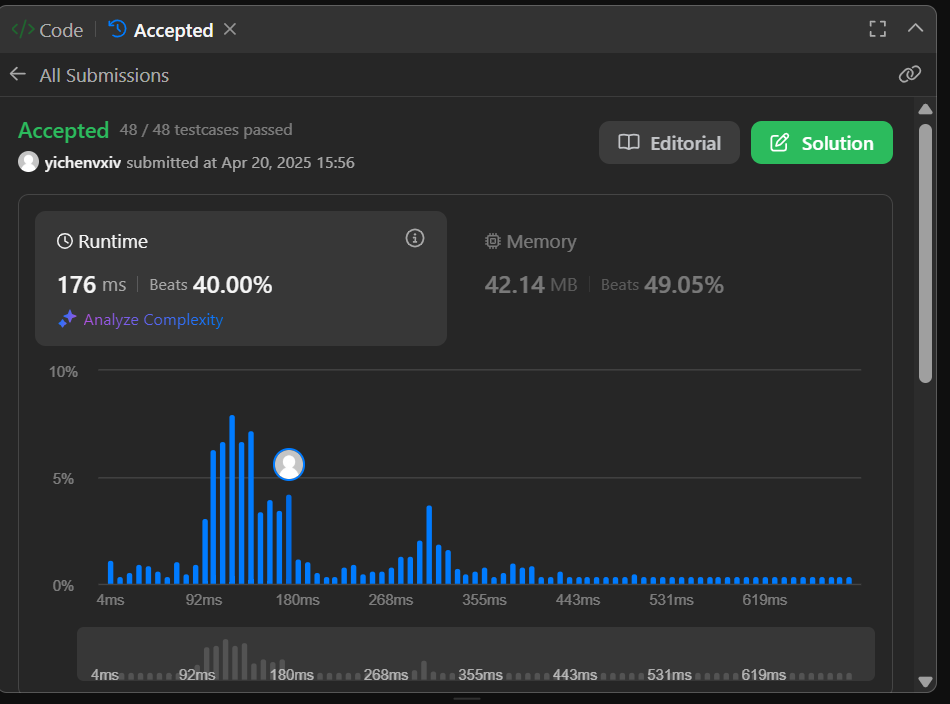 </> Code | Accepted
All Submissions
Accepted 48 / 48 testcases passed
yichenvxiv submitted at Apr 20, 2025 15:56
Editorial
Solution
Runtime
176 ms | Beats 40.00%
Analyze Complexity
Memory
42.14 MB | Beats 49.05%
10%
5%
0%
4ms 92ms 180ms 268ms 355ms 443ms 531ms 619ms
4ms 92ms 180ms 268ms 355ms 443ms 531ms 619ms